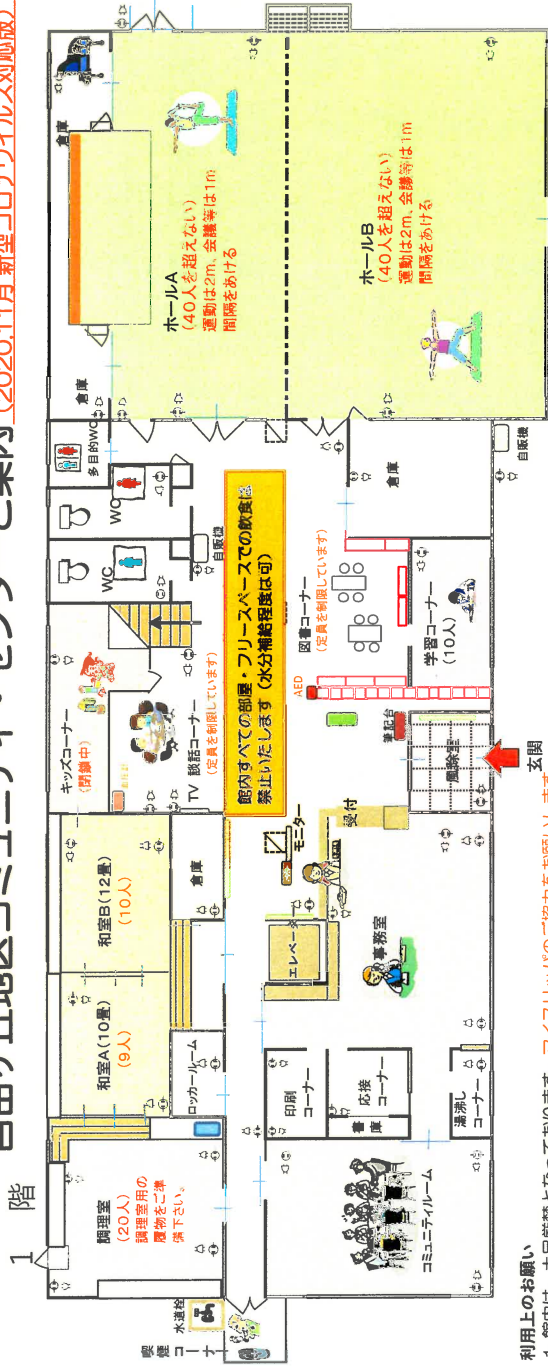 (2020.11月 新型コロナウイルス対応版)
1 階
調理室
(20人)
調理室用の
履物をご準
備下さい。
水道栓
喫煙コーナー
和室A(10畳)
(9人)
和室B(12畳)
(10人)
ロッカールーム
倉庫
キッズコーナー
(閉鎖中)
TV 談話コーナー
(定員を制限しています)
WC
WC
多目的WC
自販機
倉庫
倉庫
ホールA
(40人を超えない)
運動は2m、会議等は1m
間隔をあける
ホールB
(40人を超えない)
運動は2m、会議等は1m
間隔をあける
館内すべての部屋・フリースペースでの飲食は
禁止いたします(水分補給程度は可)
コミュニティルーム
印刷
コーナー
応接
コーナー
書庫
湯沸し
コーナー
エレベーター
モニター
受付
事務室
AED
図書コーナー
(定員を制限しています)
学習コーナー
(10人)
倉庫
自販機
筆記台
風除室
玄関
利用上のお願い